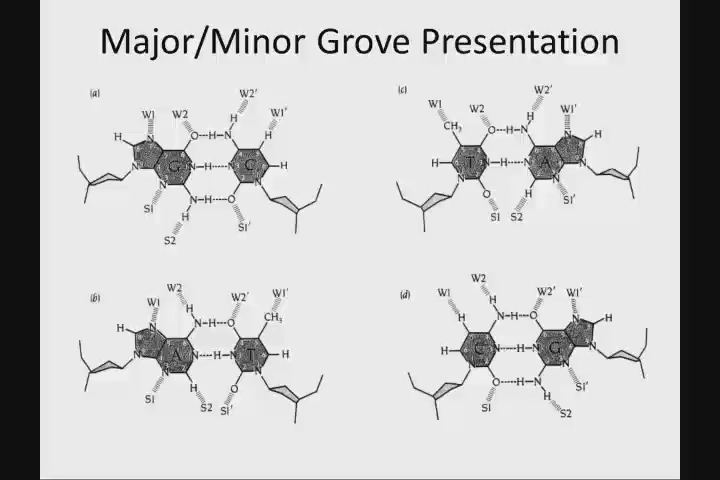 Major/Minor Grove Presentation
(a)
W1 W2 W2' W1'
H N O H N H H
G N H N C H
N N N H O N
S1 H S1'
S2
(c)
W1 W2 W2' W1'
CH3 O H N H N H
H T N H N A
N O H N N
S1 S2 S1'
(b)
W1 W2 W2' W1'
H N H N H O CH3
A N H N T H
N N H O N
S1 S2 S1'
(d)
W1 W2 W2' W1'
H H N H O N H
H C N H N G
N O H N N N
S1 H S1'
S2